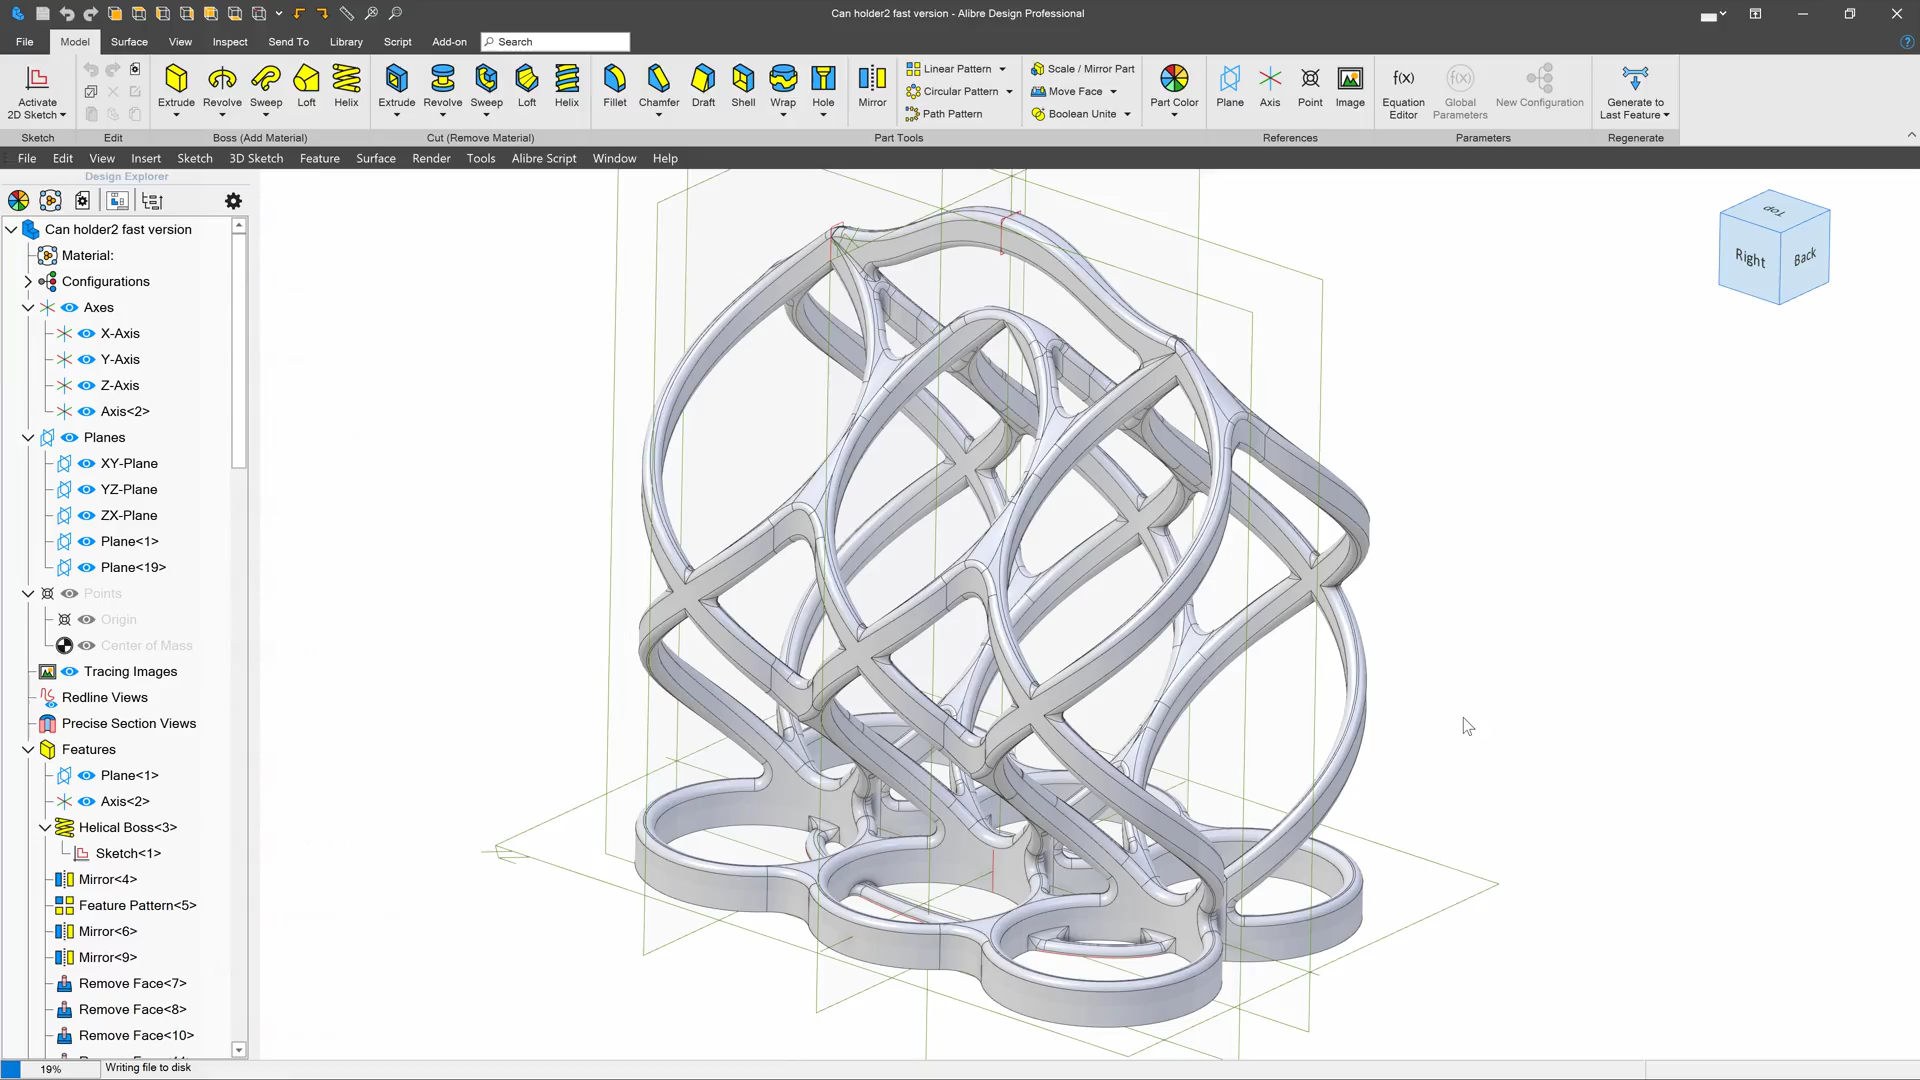 Can holder2 fast version - Alibre Design Professional
File Model Surface View Inspect Send To Library Script Add-on Search
Activate
2D Sketch
Extrude Revolve Sweep Loft Helix
Extrude Revolve Sweep Loft Helix
Fillet Chamfer Draft Shell Wrap Hole Mirror
Linear Pattern
Circular Pattern
Path Pattern
Scale / Mirror Part
Move Face
Boolean Unite
Part Color
Plane Axis Point Image
f(x)
Equation
Editor
f(x)
Global
Parameters
New Configuration
Generate to
Last Feature
Sketch Edit Boss (Add Material) Cut (Remove Material) Part Tools References Parameters Regenerate
File Edit View Insert Sketch 3D Sketch Feature Surface Render Tools Alibre Script Window Help
Design Explorer
Can holder2 fast version
Material:
Configurations
Axes
X-Axis
Y-Axis
Z-Axis
Axis<2>
Planes
XY-Plane
YZ-Plane
ZX-Plane
Plane<1>
Plane<19>
Points
Origin
Center of Mass
Tracing Images
Redline Views
Precise Section Views
Features
Plane<1>
Axis<2>
Helical Boss<3>
Sketch<1>
Mirror<4>
Feature Pattern<5>
Mirror<6>
Mirror<9>
Remove Face<7>
Remove Face<8>
Remove Face<10>
Top
Right Back
19% Writing file to disk